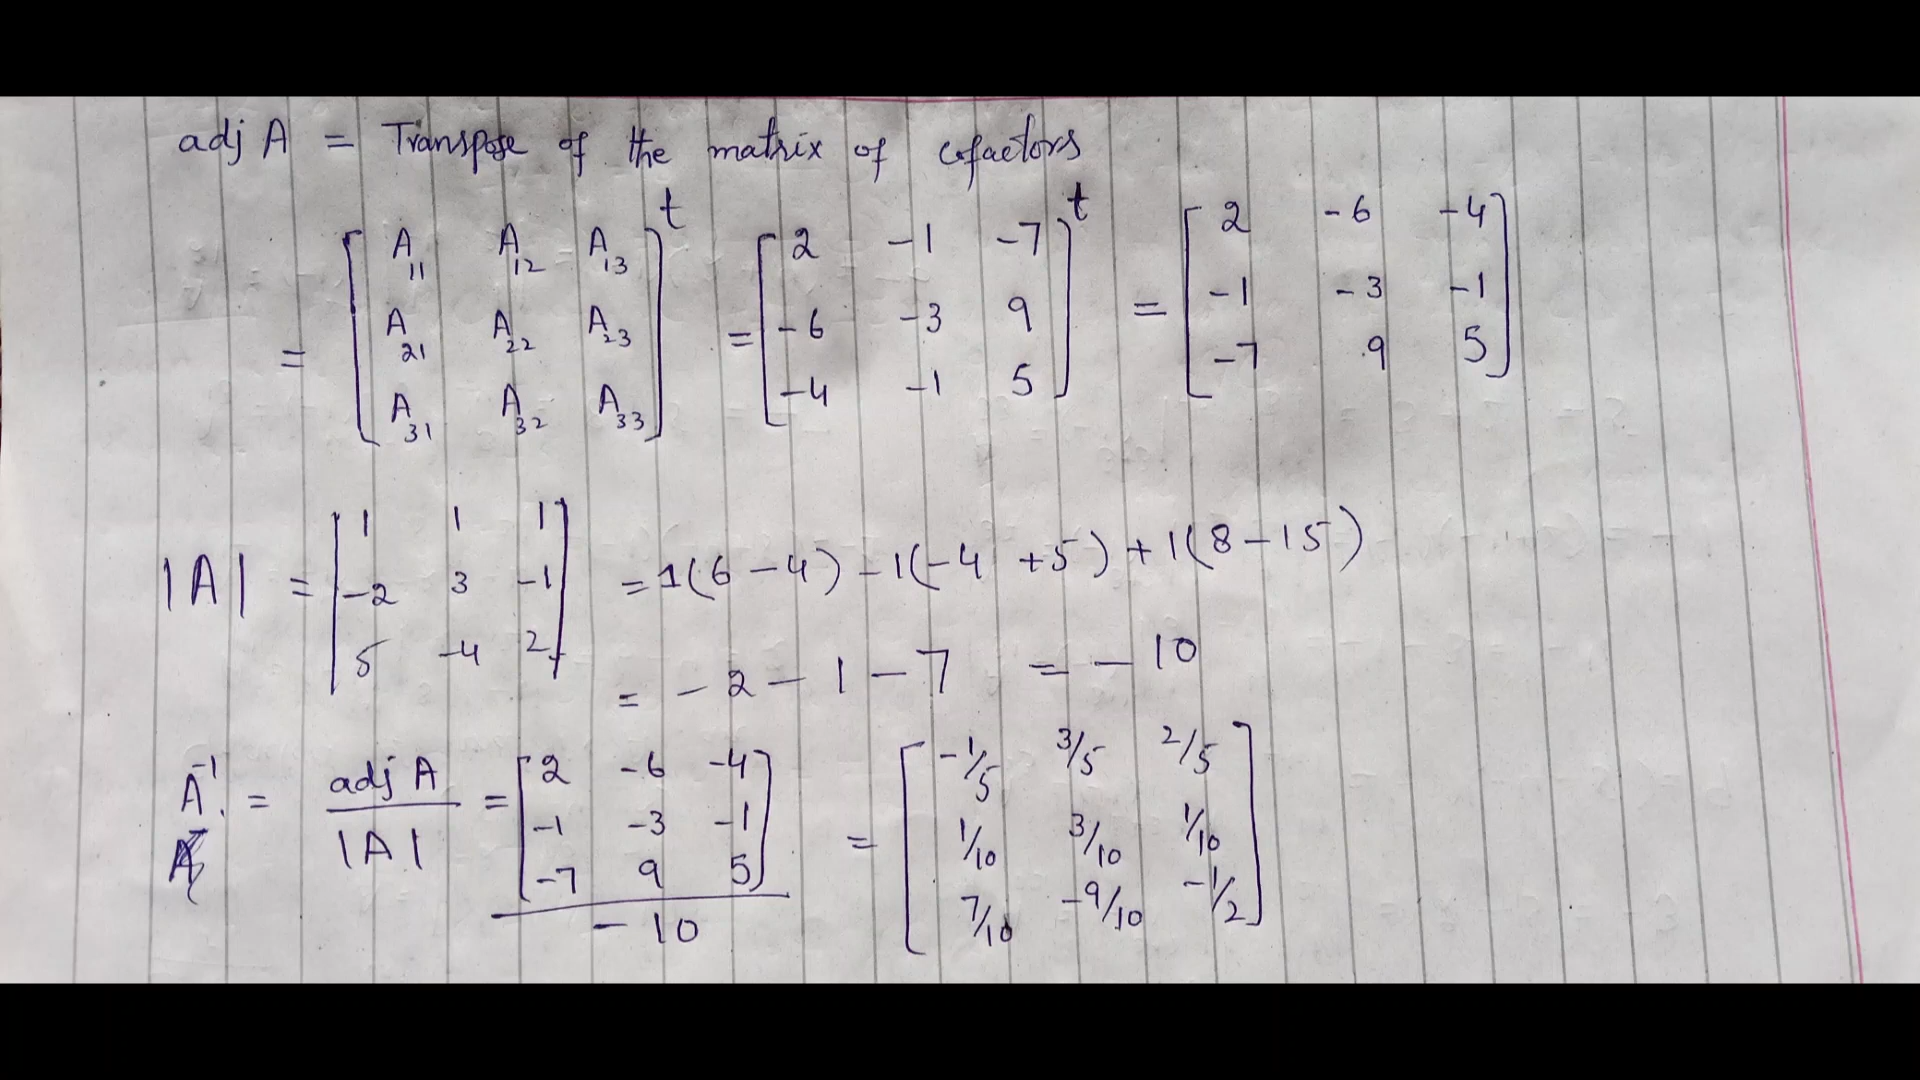 adj A = Transpose of the matrix of cofactors
= [A₁₁ A₁₂ A₁₃; A₂₁ A₂₂ A₂₃; A₃₁ A₃₂ A₃₃]ᵗ = [2 -1 -7; -6 -3 9; -4 -1 5]ᵗ = [2 -6 -4; -1 -3 -1; -7 9 5]
|A| = |1 1 1; -2 3 -1; 5 -4 2| = 1(6-4) - 1(-4+5) + 1(8-15)
= -2 - 1 - 7 = -10
A⁻¹ = adj A / |A| = [2 -6 -4; -1 -3 -1; -7 9 5] / -10 = [-1/5 3/5 2/5; 1/10 3/10 1/10; 7/10 -9/10 -1/2]